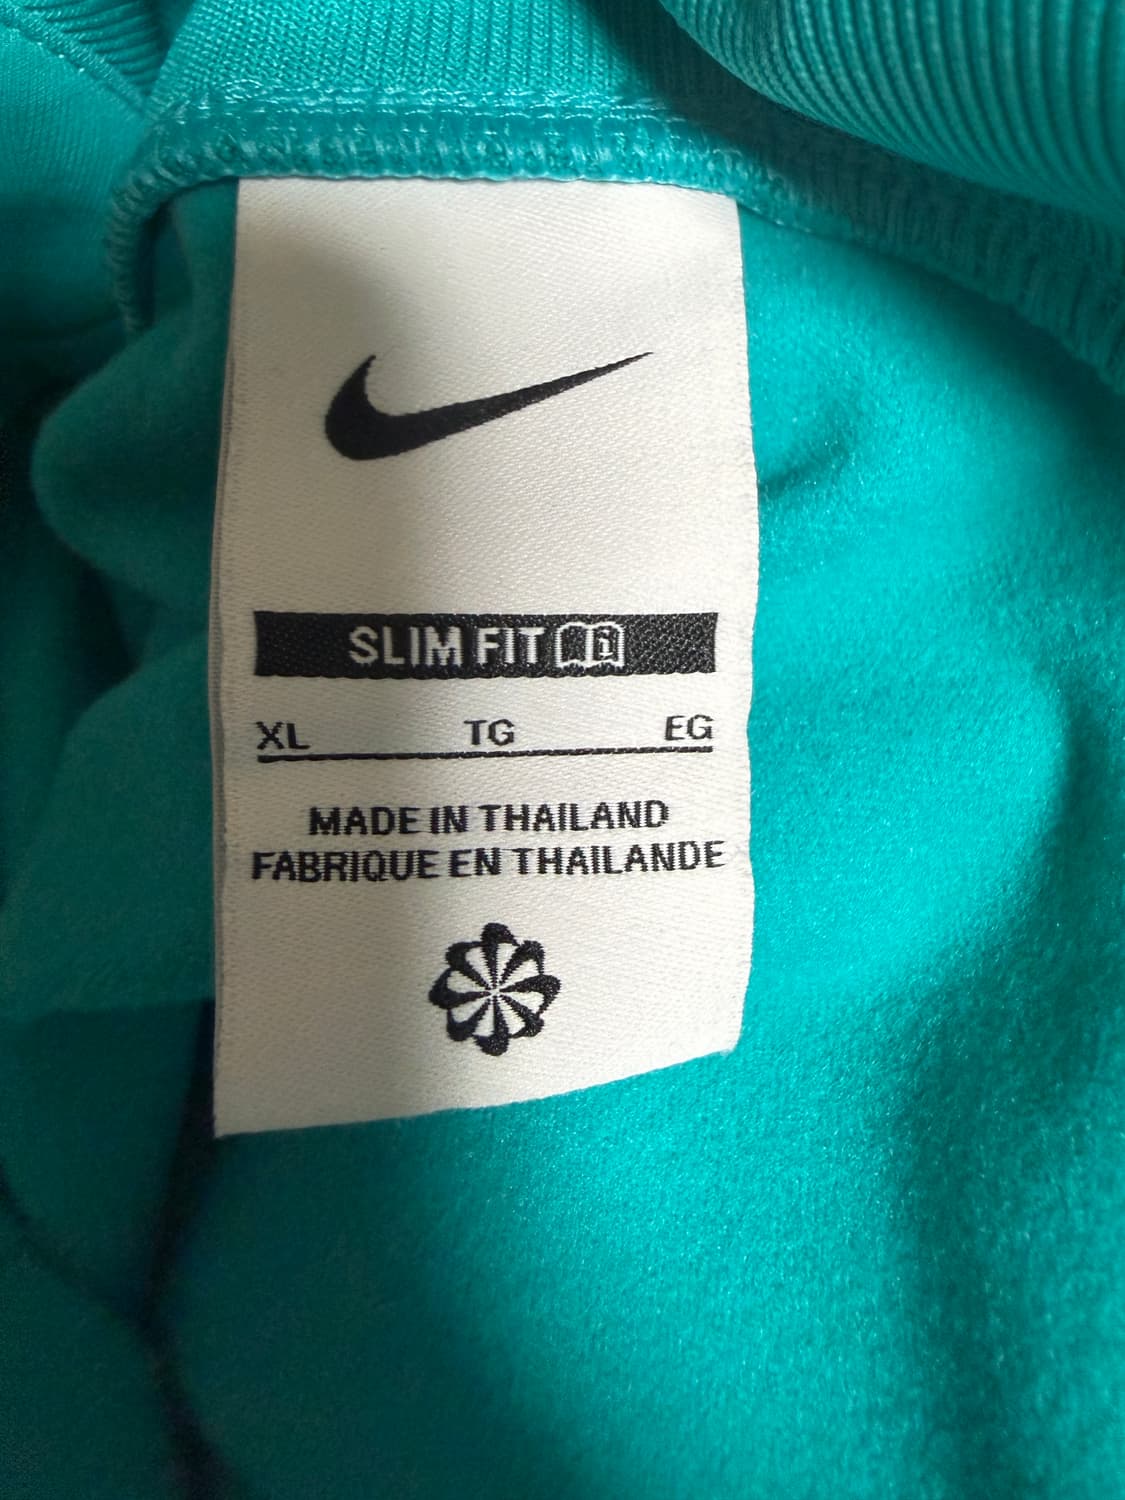 SLIM FIT
XL TG EG
MADE IN THAILAND
FABRIQUE EN THAILANDE